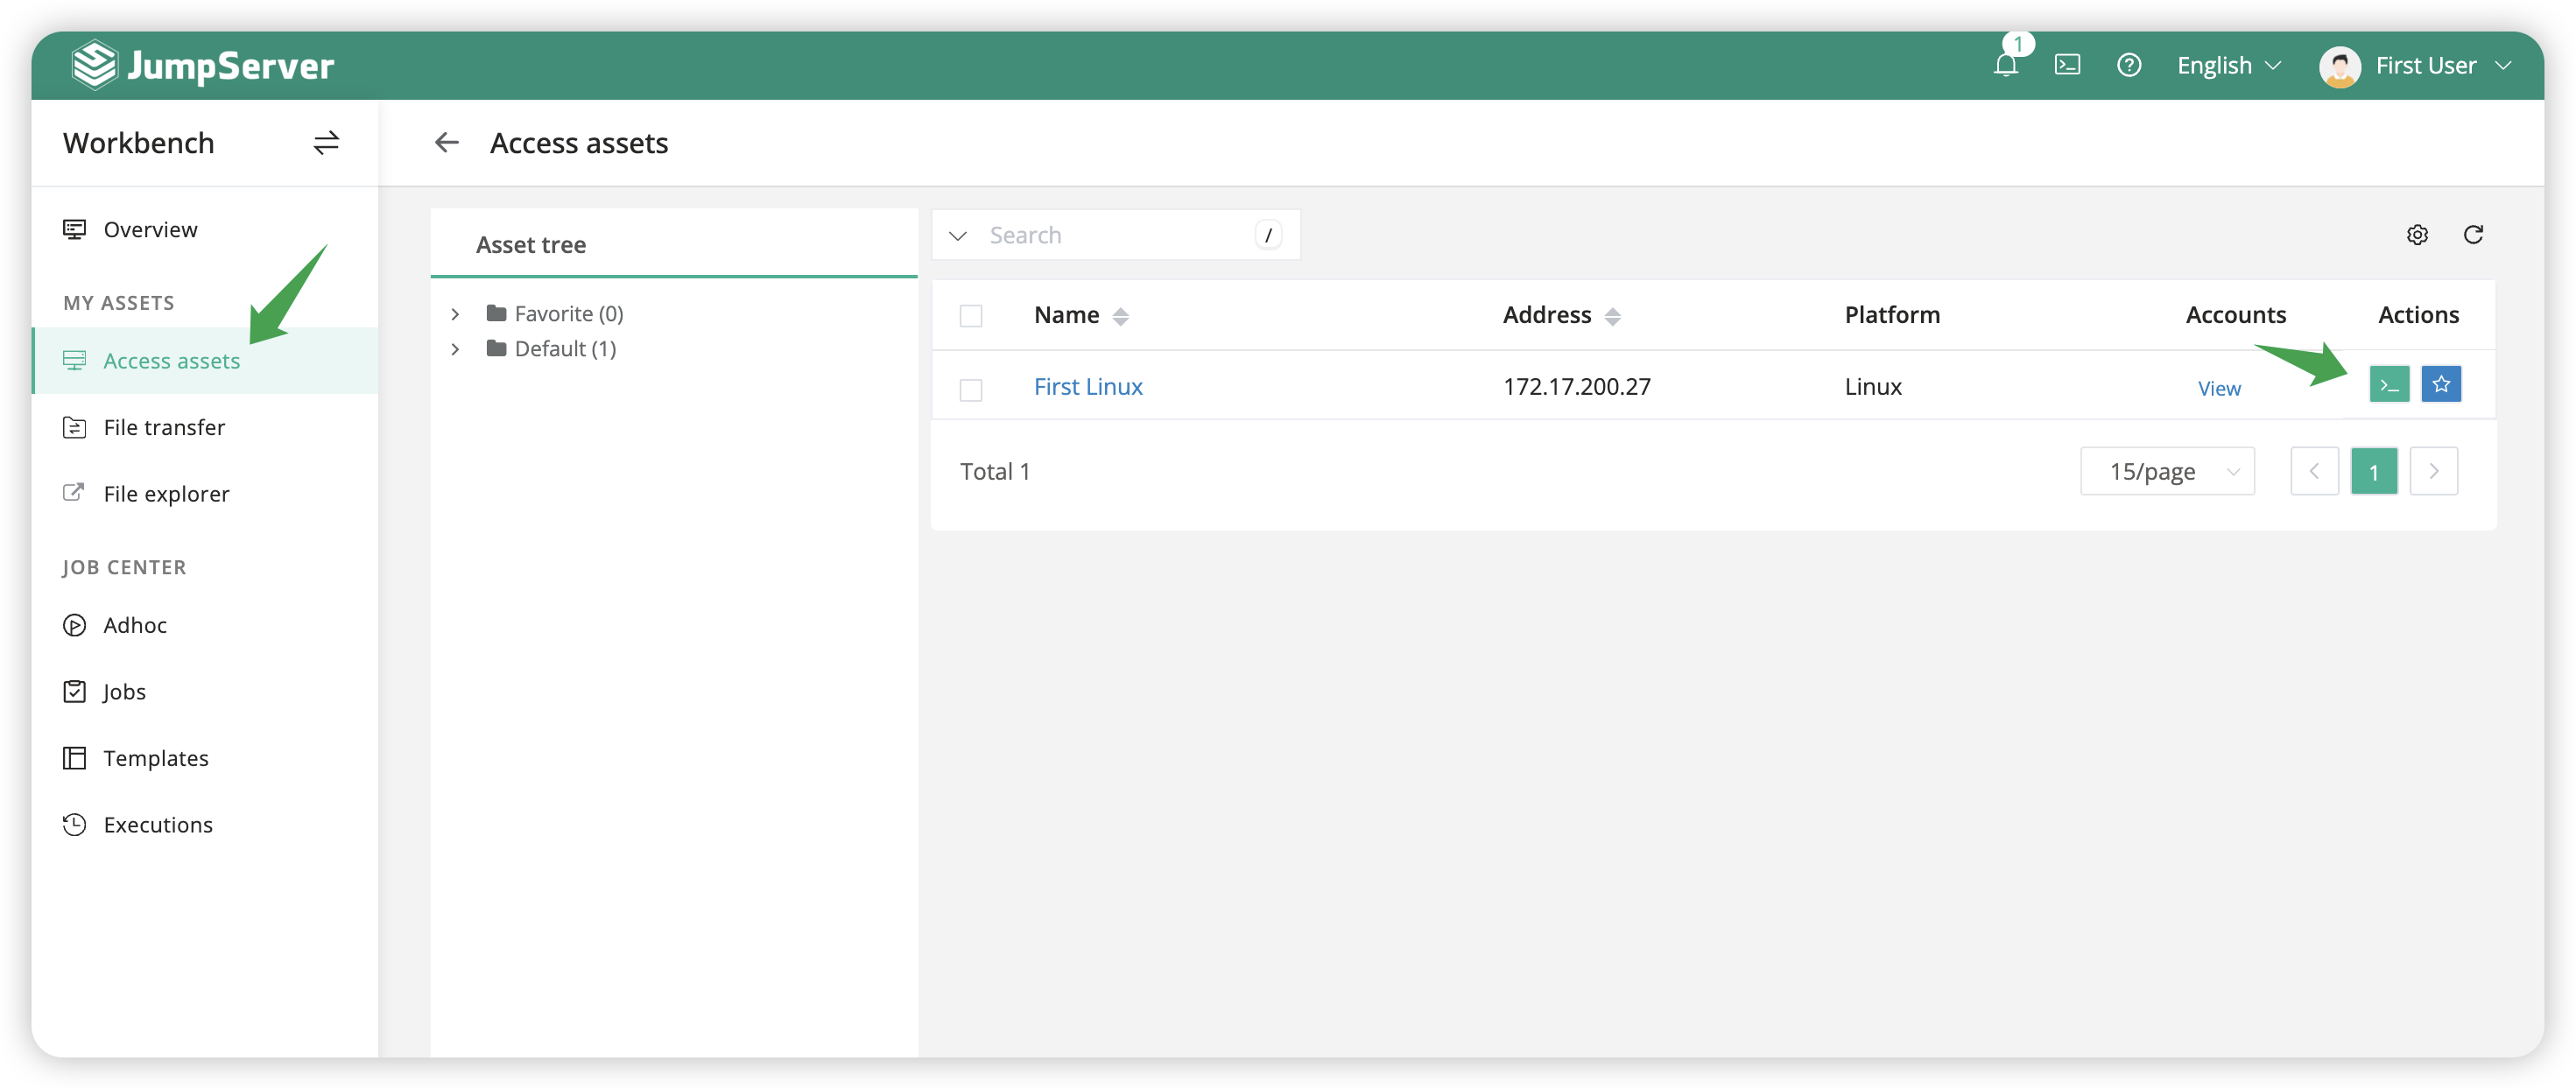 JumpServer
1
English
First User
Workbench
Access assets
Overview
MY ASSETS
Access assets
File transfer
File explorer
JOB CENTER
Adhoc
Jobs
Templates
Executions
Asset tree
Favorite (0)
Default (1)
Search /
Name Address Platform Accounts Actions
First Linux 172.17.200.27 Linux View
Total 1 15/page 1